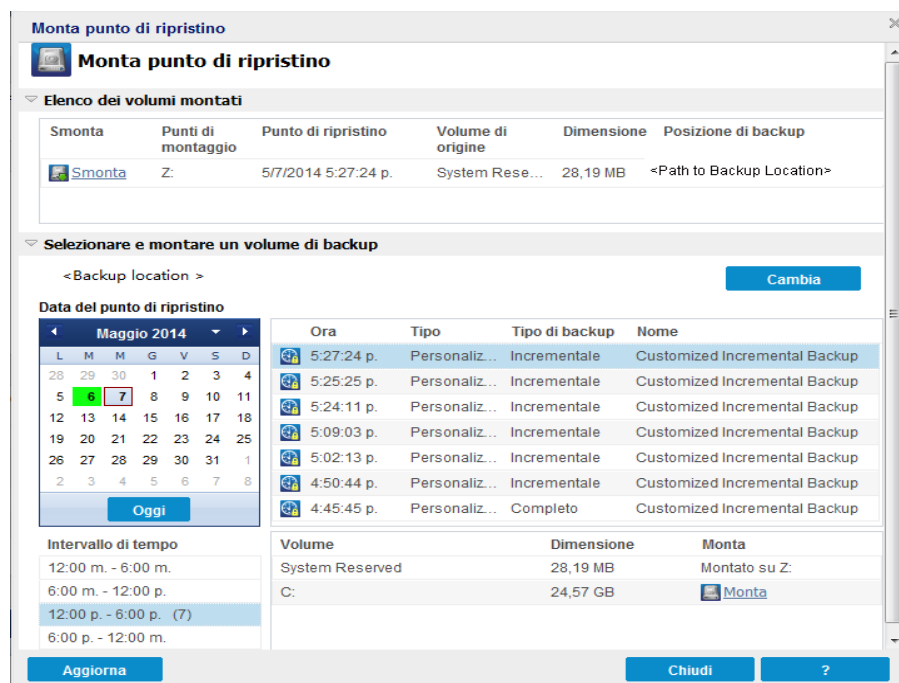 Monta punto di ripristino
Monta punto di ripristino
Elenco dei volumi montati
Smonta Punti di montaggio Punto di ripristino Volume di origine Dimensione Posizione di backup
Smonta Z: 5/7/2014 5:27:24 p. System Rese... 28,19 MB <Path to Backup Location>
Selezionare e montare un volume di backup
<Backup location >
Cambia
Data del punto di ripristino
Maggio 2014
L M M G V S D
28 29 30 1 2 3 4
5 6 7 8 9 10 11
12 13 14 15 16 17 18
19 20 21 22 23 24 25
26 27 28 29 30 31 1
2 3 4 5 6 7 8
Oggi
Ora Tipo Tipo di backup Nome
5:27:24 p. Personaliz... Incrementale Customized Incremental Backup
5:25:25 p. Personaliz... Incrementale Customized Incremental Backup
5:24:11 p. Personaliz... Incrementale Customized Incremental Backup
5:09:03 p. Personaliz... Incrementale Customized Incremental Backup
5:02:13 p. Personaliz... Incrementale Customized Incremental Backup
4:50:44 p. Personaliz... Incrementale Customized Incremental Backup
4:45:45 p. Personaliz... Completo Customized Incremental Backup
Intervallo di tempo
12:00 m. - 6:00 m.
6:00 m. - 12:00 p.
12:00 p. - 6:00 p. (7)
6:00 p. - 12:00 m.
Volume Dimensione Monta
System Reserved 28,19 MB Montato su Z:
C: 24,57 GB Monta
Aggiorna
Chiudi
?